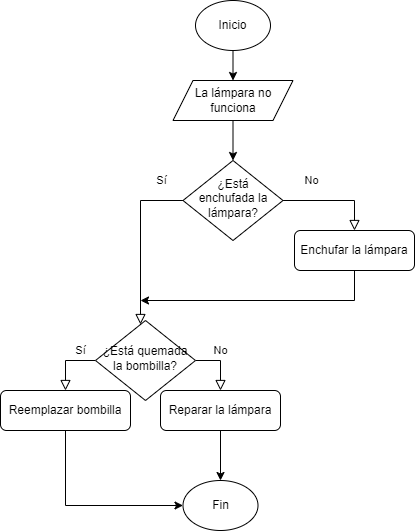 Inicio
La lámpara no
funciona
Sí
No
¿Está
enchufada la
lámpara?
Enchufar la lámpara
¿Está quemada
la bombilla?
Sí
No
Reemplazar bombilla
Reparar la lámpara
Fin